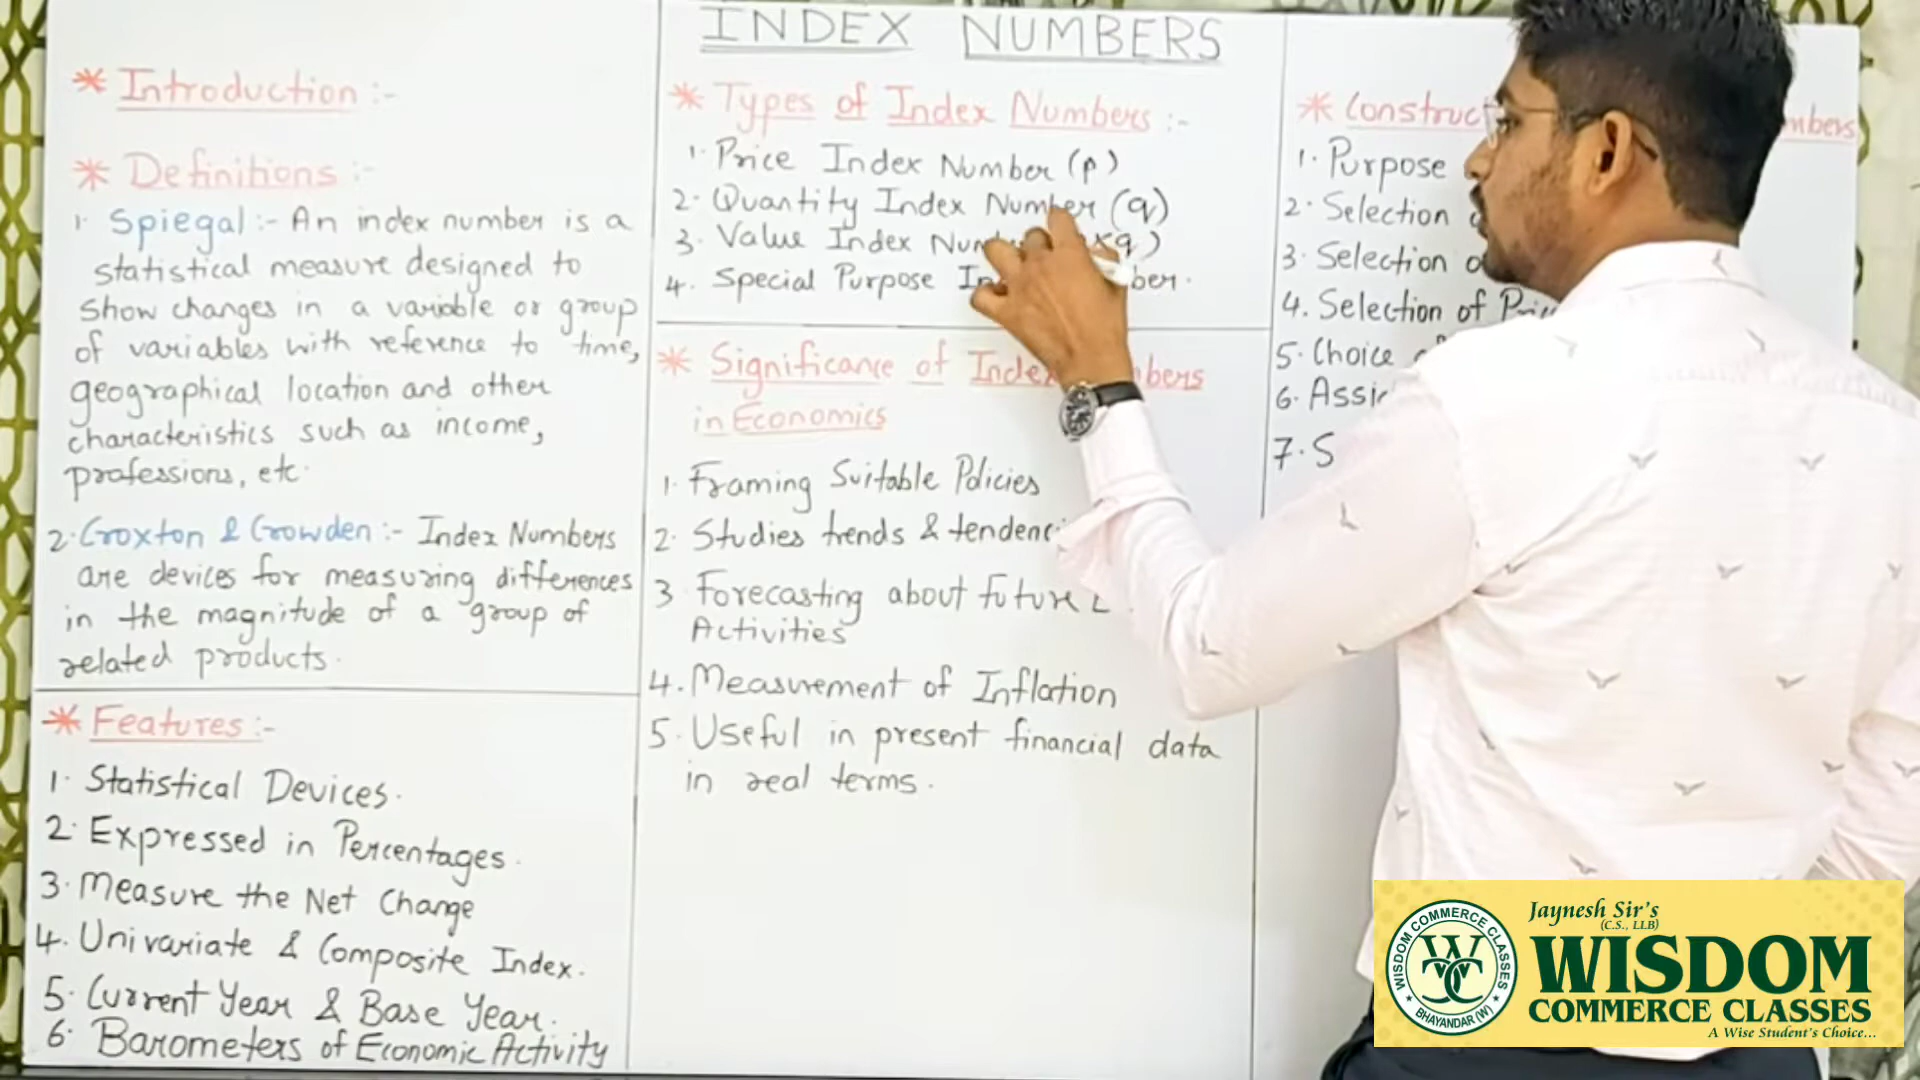 INDEX NUMBERS
* Introduction :-
* Definitions :-
1. Spiegal :- An index number is a
statistical measure designed to
show changes in a variable or group
of variables with reference to time,
geographical location and other
characteristics such as income,
professions, etc.
2. Croxton & Crowden :- Index Numbers
are devices for measuring differences
in the magnitude of a group of
related products.
* Features :-
1. Statistical Devices.
2. Expressed in Percentages.
3. Measure the Net Change
4. Univariate & Composite Index.
5. Current Year & Base Year.
6. Barometers of Economic Activity
* Types of Index Numbers :-
1. Price Index Number (p)
2. Quantity Index Number (q)
3. Value Index q)
4. Special Purpose
* Significance of
in Economics
1. Framing Suitable Policies
2. Studies trends &
3 Forecasting about future
Activities
4. Measurement of Inflation
5. Useful in present financial data
in real terms.
*
1. Purpose
2. Selection
3. Selection
4. Selection of
5. Choice
6.
7. S
WISDOM COMMERCE CLASSES
BHAYANDAR (W)
WCC
Jaynesh Sir's
(C.S., LLB)
WISDOM
COMMERCE CLASSES
A Wise Student's Choice...